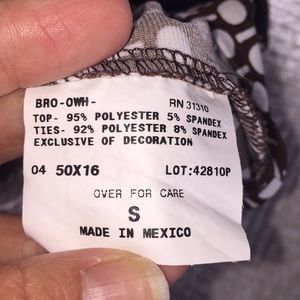 BRO-OWH- RN 31310
TOP- 95% POLYESTER 5% SPANDEX
TIES- 92% POLYESTER 8% SPANDEX
EXCLUSIVE OF DECORATION
04 50X16 LOT:42810P
OVER FOR CARE
S
MADE IN MEXICO